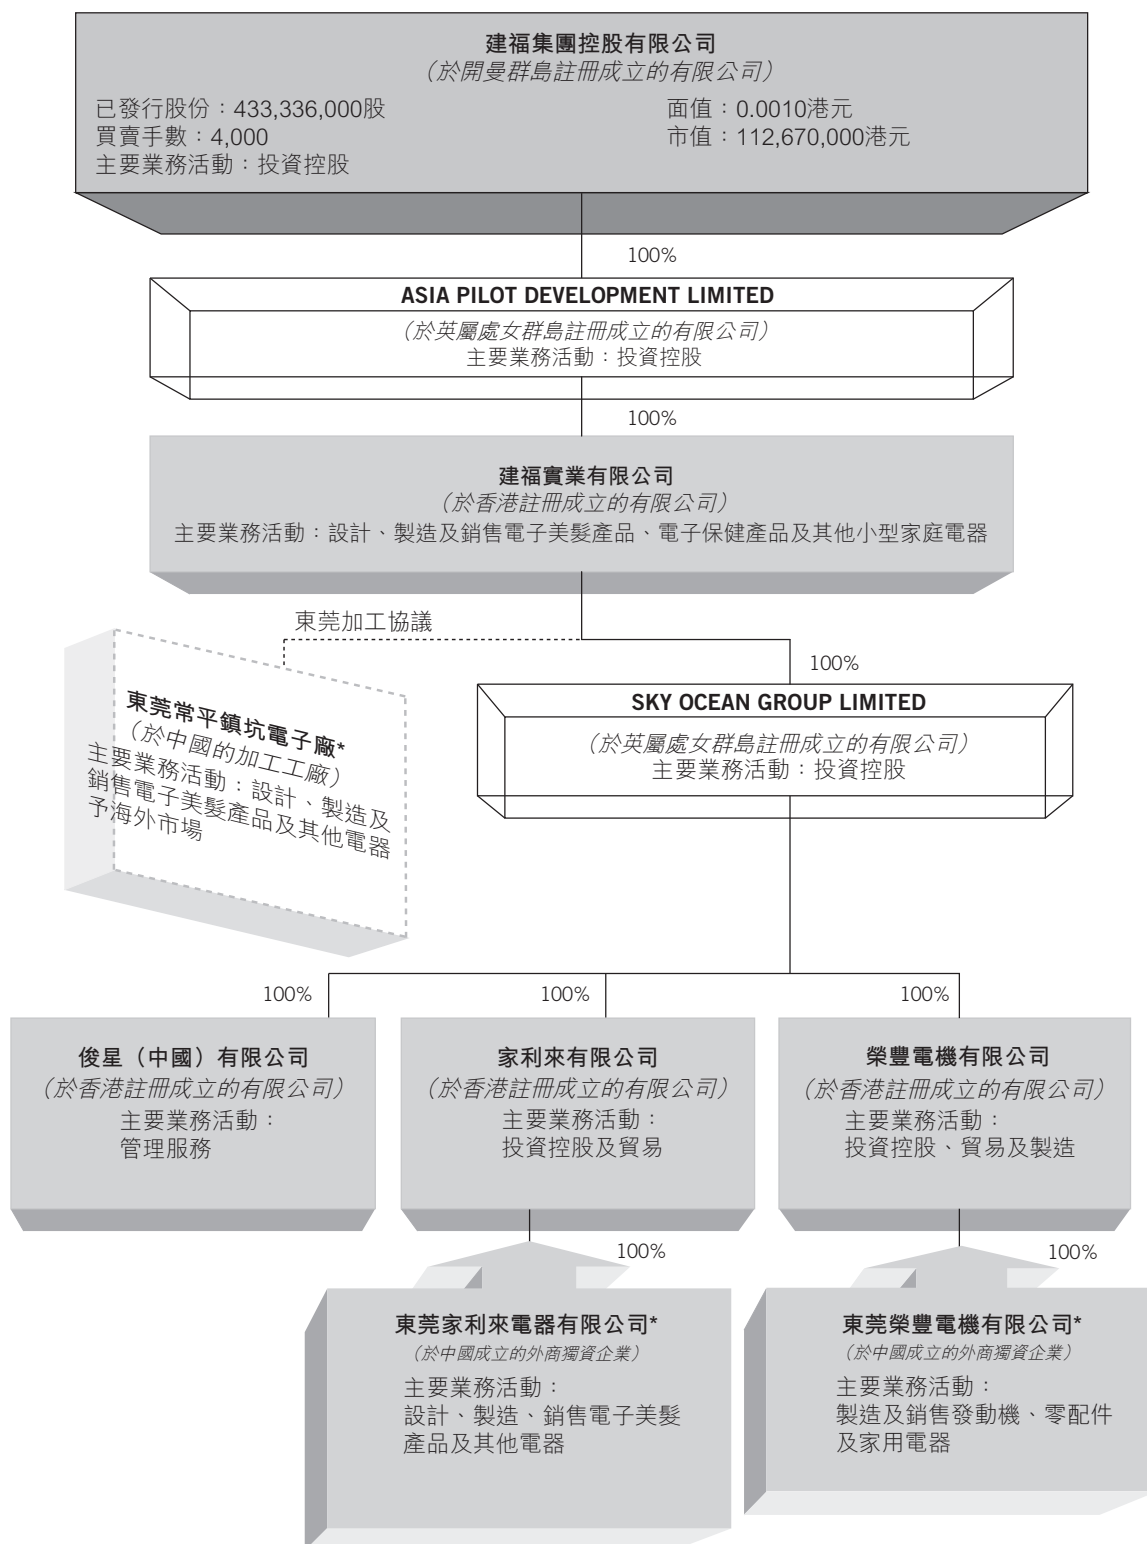 建福集團控股有限公司
（於開曼群島註冊成立的有限公司）
已發行股份：433,336,000股
面值：0.0010港元
買賣手數：4,000
市值：112,670,000港元
主要業務活動：投資控股
100%
ASIA PILOT DEVELOPMENT LIMITED
（於英屬處女群島註冊成立的有限公司）
主要業務活動：投資控股
100%
建福實業有限公司
（於香港註冊成立的有限公司）
主要業務活動：設計、製造及銷售電子美髮產品、電子保健產品及其他小型家庭電器
東莞加工協議
100%
東莞常平鎮坑電子廠*
（於中國的加工工廠）
主要業務活動：設計、製造及
銷售電子美髮產品及其他電器
予海外市場
SKY OCEAN GROUP LIMITED
（於英屬處女群島註冊成立的有限公司）
主要業務活動：投資控股
100%
100%
100%
俊星（中國）有限公司
（於香港註冊成立的有限公司）
主要業務活動：
管理服務
家利來有限公司
（於香港註冊成立的有限公司）
主要業務活動：
投資控股及貿易
榮豐電機有限公司
（於香港註冊成立的有限公司）
主要業務活動：
投資控股、貿易及製造
100%
100%
東莞家利來電器有限公司*
（於中國成立的外商獨資企業）
主要業務活動：
設計、製造、銷售電子美髮
產品及其他電器
東莞榮豐電機有限公司*
（於中國成立的外商獨資企業）
主要業務活動：
製造及銷售發動機、零配件
及家用電器